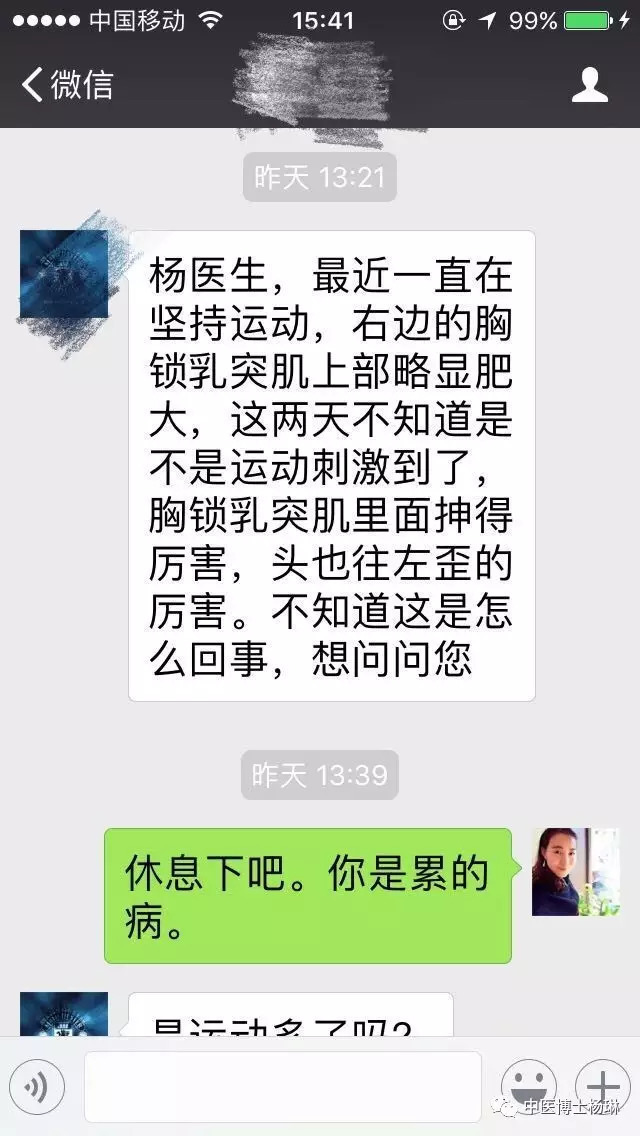 中国移动 15:41 99%
微信
昨天 13:21
杨医生，最近一直在
坚持运动，右边的胸
锁乳突肌上部略显肥
大，这两天不知道是
不是运动刺激到了，
胸锁乳突肌里面抻得
厉害，头也往左歪的
厉害。不知道这是怎
么回事，想问问您
昨天 13:39
休息下吧。你是累的
病。
是运动多了吗?
中医博士杨琳